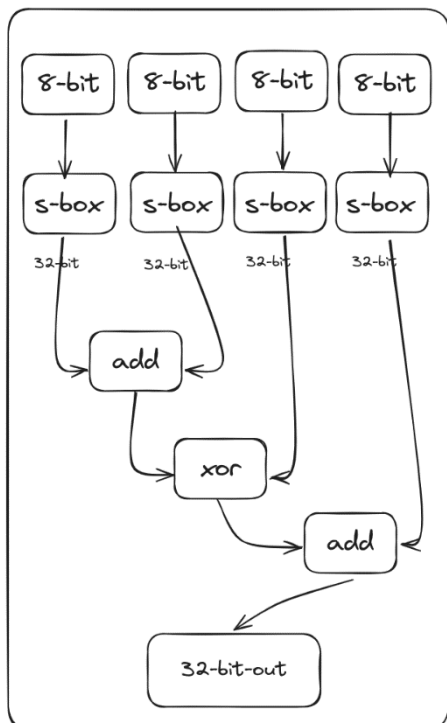 8-bit 8-bit 8-bit 8-bit
s-box s-box s-box s-box
32-bit 32-bit 32-bit 32-bit
add
xor
add
32-bit-out